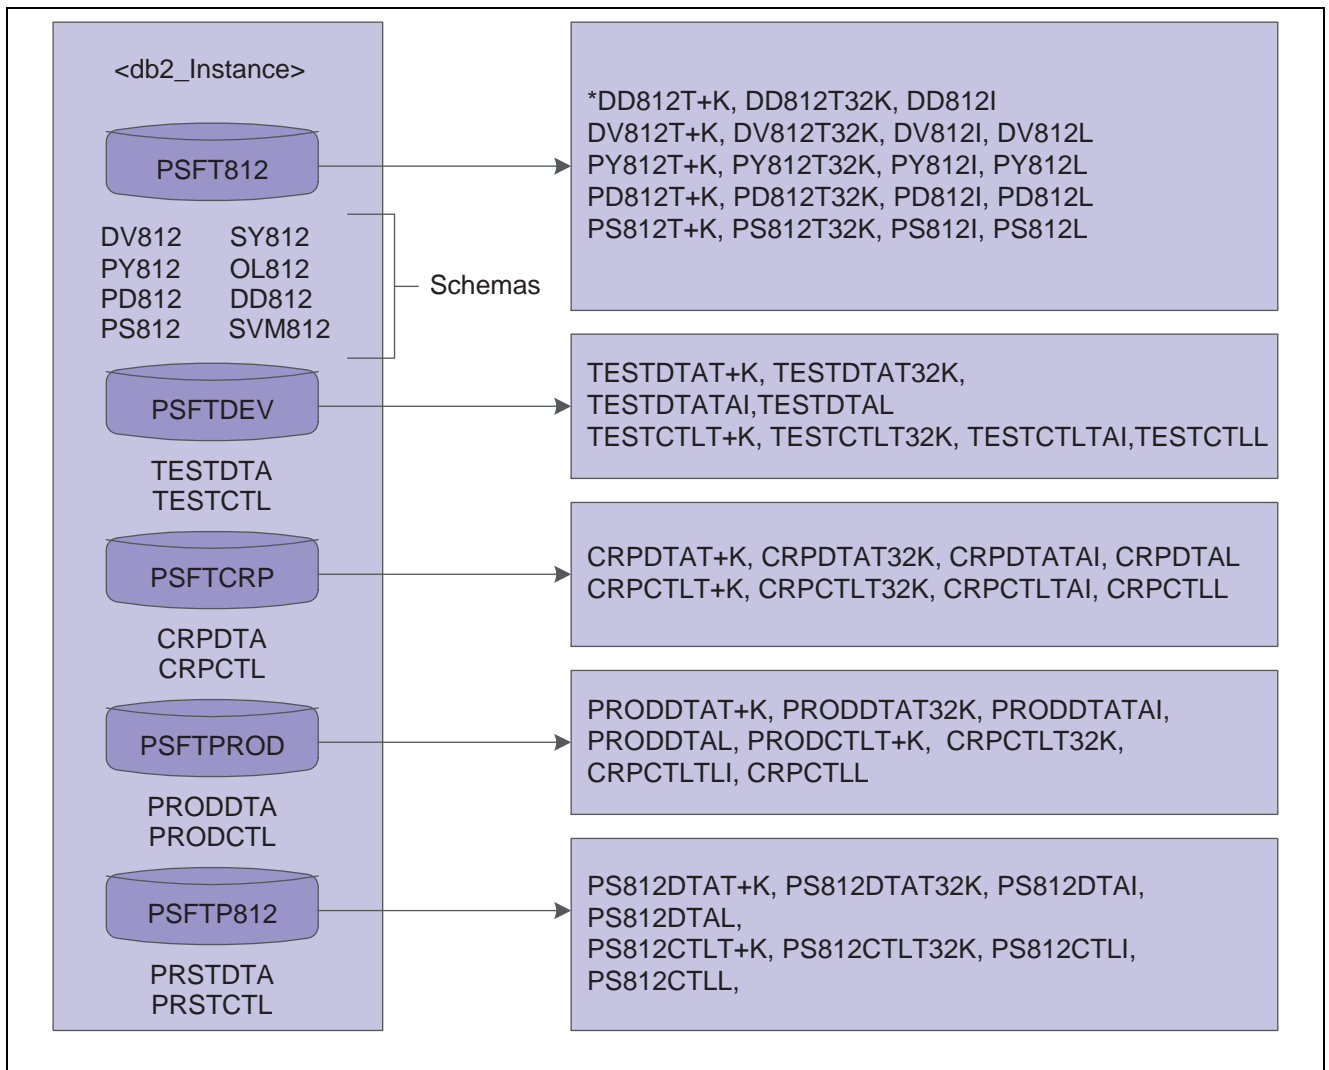 <db2_Instance>
PSFT812
DV812 SY812
PY812 OL812
PD812 DD812
PS812 SVM812
Schemas
PSFTDEV
TESTDTA
TESTCTL
PSFTCRP
CRPDTA
CRPCTL
PSFTPROD
PRODDTA
PRODCTL
PSFTP812
PRSTDTA
PRSTCTL
*DD812T+K, DD812T32K, DD812I
DV812T+K, DV812T32K, DV812I, DV812L
PY812T+K, PY812T32K, PY812I, PY812L
PD812T+K, PD812T32K, PD812I, PD812L
PS812T+K, PS812T32K, PS812I, PS812L
TESTDTAT+K, TESTDTAT32K,
TESTDTATAI,TESTDTAL
TESTCTLT+K, TESTCTLT32K, TESTCTLTAI,TESTCTLL
CRPDTAT+K, CRPDTAT32K, CRPDTATAI, CRPDTAL
CRPCTLT+K, CRPCTLT32K, CRPCTLTAI, CRPCTLL
PRODDTAT+K, PRODDTAT32K, PRODDTATAI,
PRODDTAL, PRODCTLT+K, CRPCTLT32K,
CRPCTLTLI, CRPCTLL
PS812DTAT+K, PS812DTAT32K, PS812DTAI,
PS812DTAL,
PS812CTLT+K, PS812CTLT32K, PS812CTLI,
PS812CTLL,